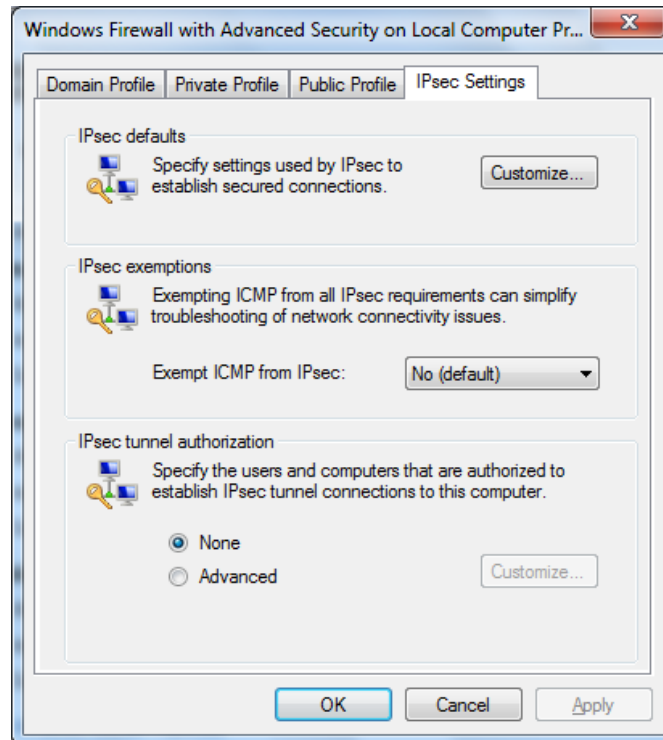 Windows Firewall with Advanced Security on Local Computer Pr...
Domain Profile
Private Profile
Public Profile
IPsec Settings
IPsec defaults
Specify settings used by IPsec to
establish secured connections.
Customize...
IPsec exemptions
Exempting ICMP from all IPsec requirements can simplify
troubleshooting of network connectivity issues.
Exempt ICMP from IPsec:
No (default)
IPsec tunnel authorization
Specify the users and computers that are authorized to
establish IPsec tunnel connections to this computer.
None
Advanced
Customize...
OK
Cancel
Apply